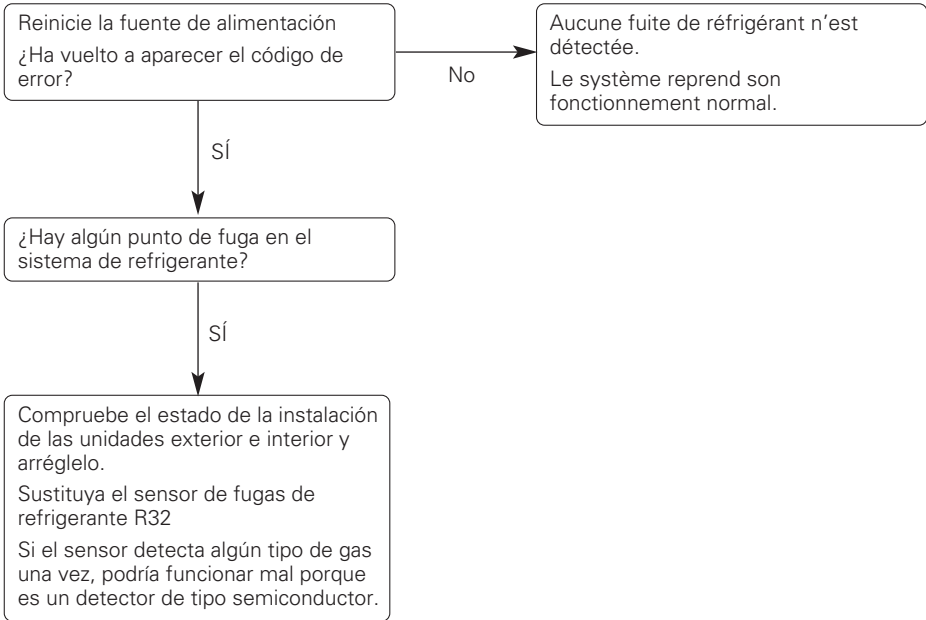 Reinicie la fuente de alimentación
¿Ha vuelto a aparecer el código de
error?
No
Aucune fuite de réfrigérant n’est
détectée.
Le système reprend son
fonctionnement normal.
SÍ
¿Hay algún punto de fuga en el
sistema de refrigerante?
SÍ
Compruebe el estado de la instalación
de las unidades exterior e interior y
arréglelo.
Sustituya el sensor de fugas de
refrigerante R32
Si el sensor detecta algún tipo de gas
una vez, podría funcionar mal porque
es un detector de tipo semiconductor.